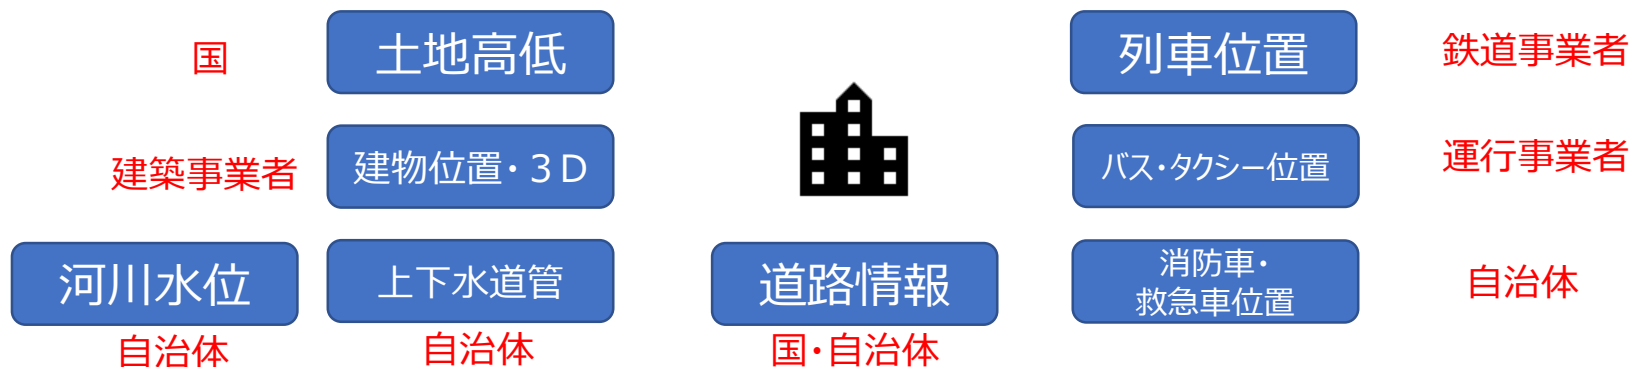 国
土地高低
列車位置
鉄道事業者
建築事業者
建物位置・３Ｄ
バス・タクシー位置
運行事業者
河川水位
上下水道管
道路情報
消防車・
救急車位置
自治体
自治体
自治体
国・自治体